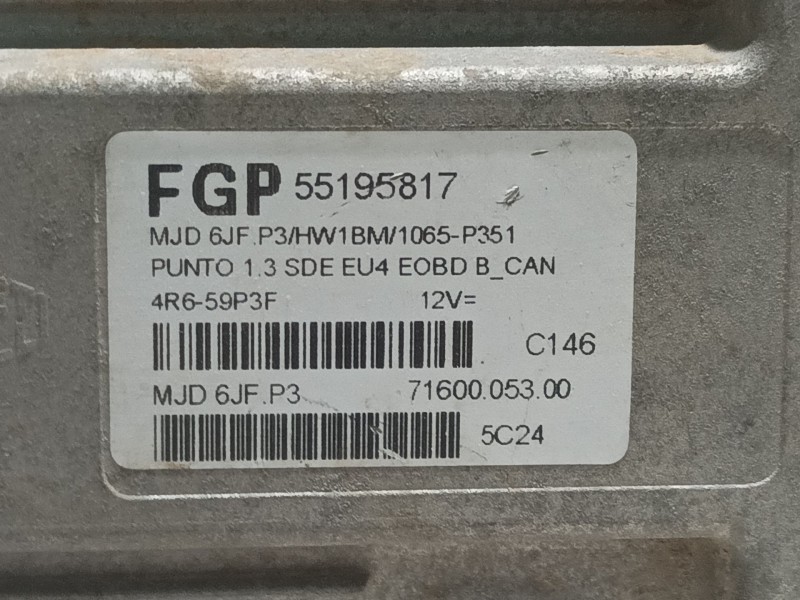 FGP 55195817
MJD 6JF.P3/HW1BM/1065-P351
PUNTO 1.3 SDE EU4 EOBD B_CAN
4R6-59P3F 12V=
C146
MJD 6JF.P3 71600.053.00
5C24